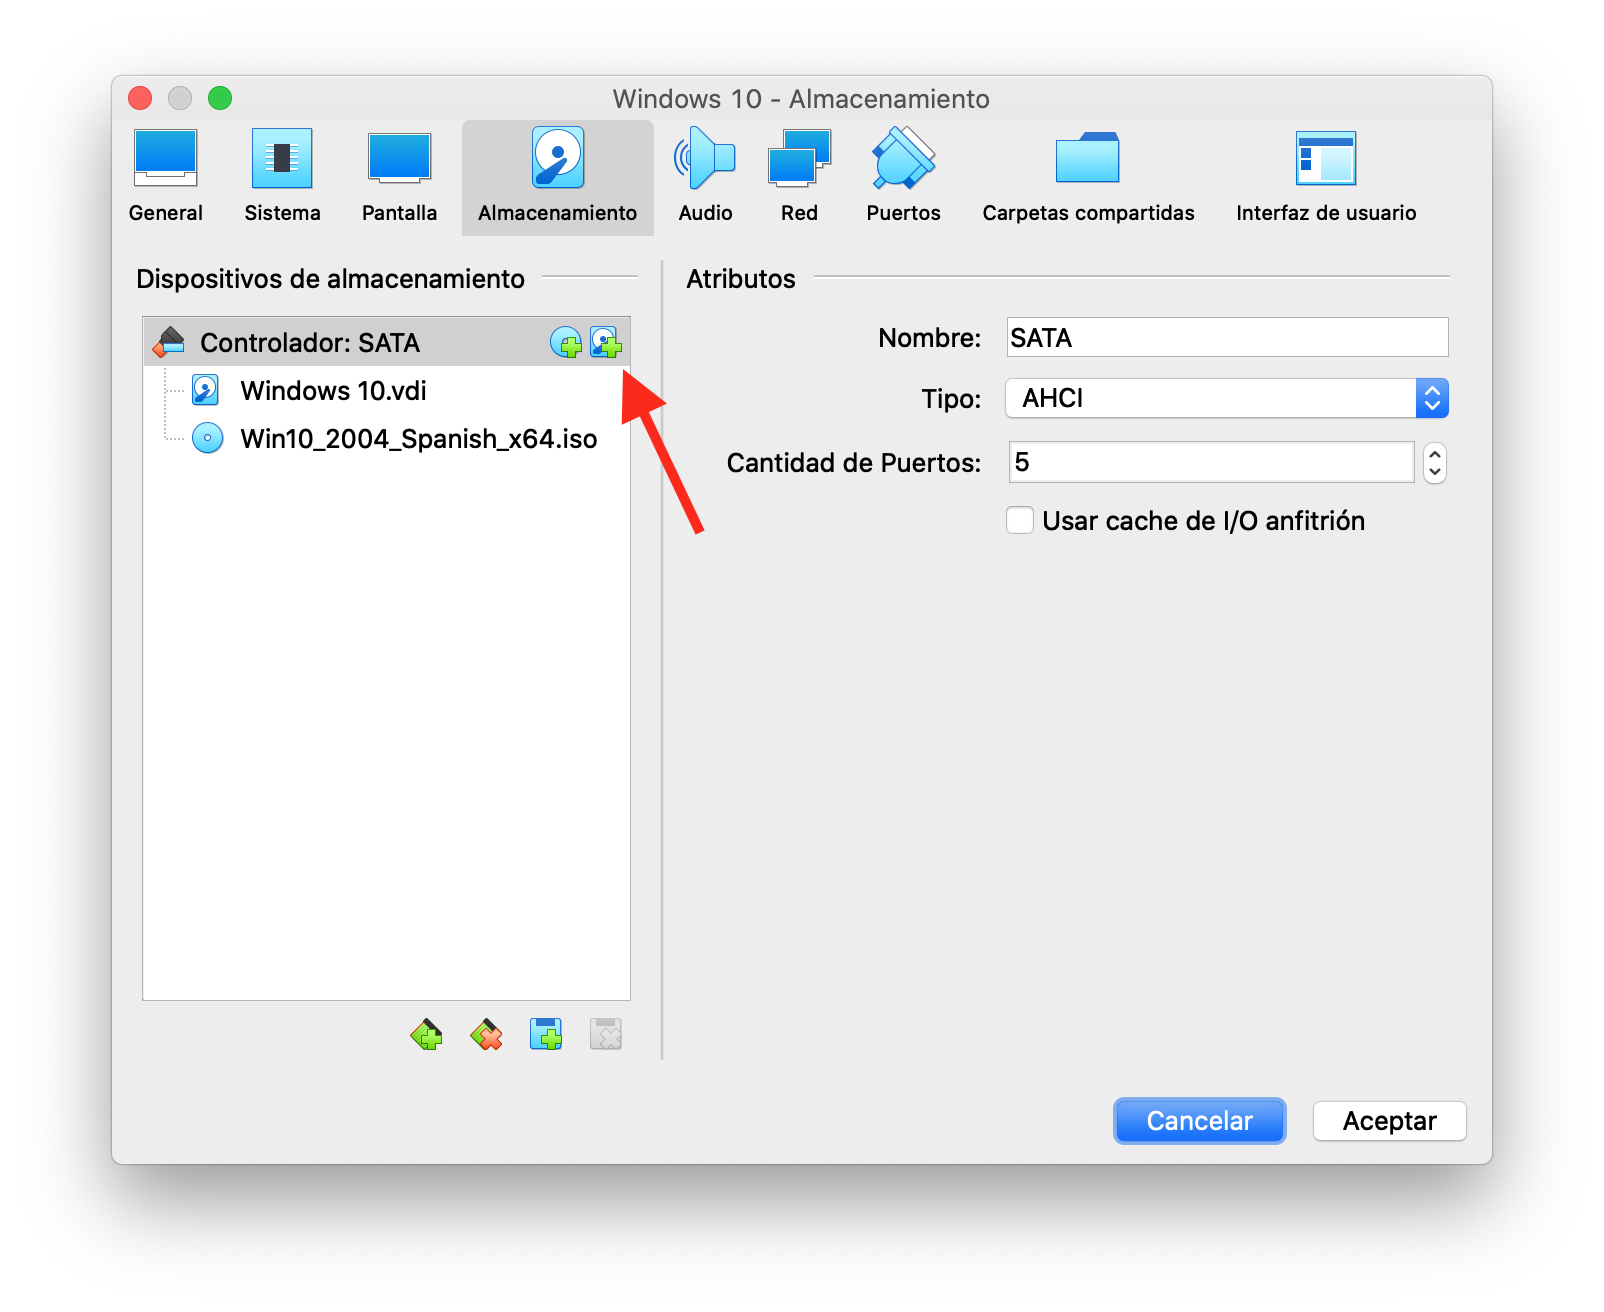 Windows 10 - Almacenamiento
General Sistema Pantalla Almacenamiento Audio Red Puertos Carpetas compartidas Interfaz de usuario
Dispositivos de almacenamiento
Controlador: SATA
Windows 10.vdi
Win10_2004_Spanish_x64.iso
Atributos
Nombre: SATA
Tipo: AHCI
Cantidad de Puertos: 5
Usar cache de I/O anfitrión
Cancelar Aceptar